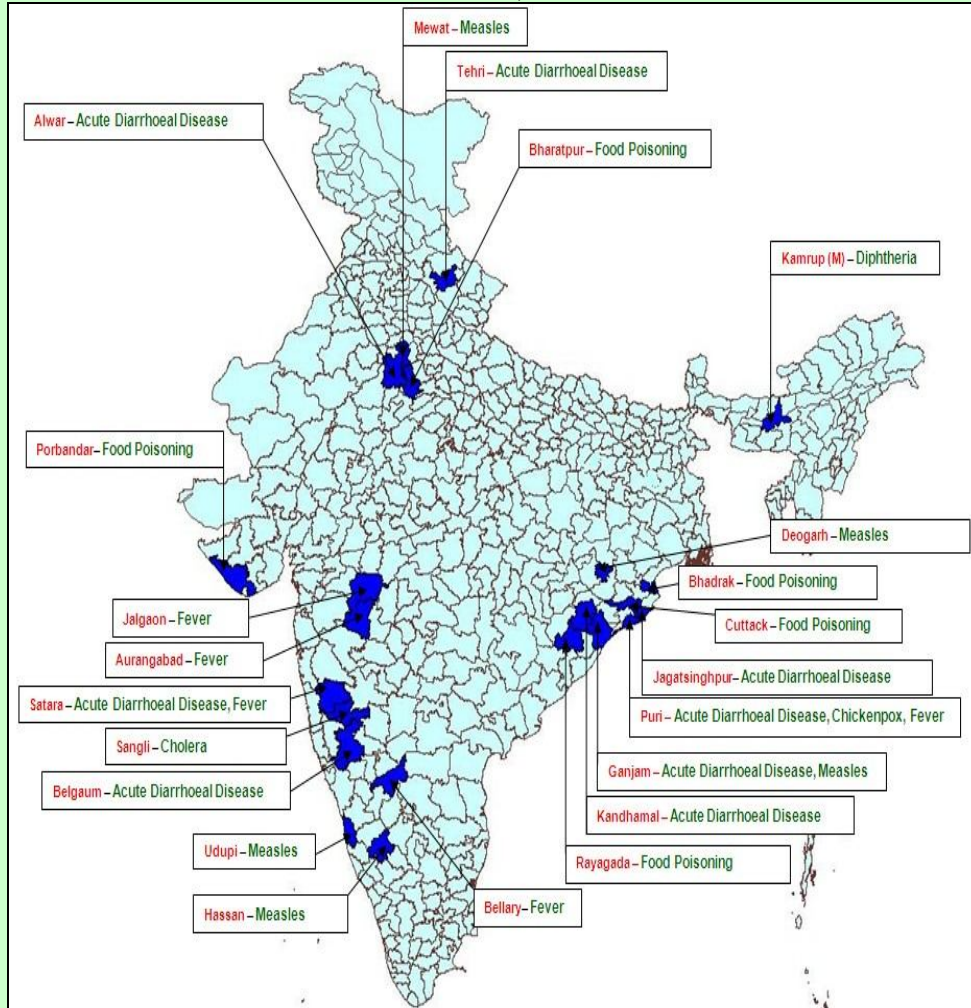 Mewat – Measles
Tehri – Acute Diarrhoeal Disease
Alwar – Acute Diarrhoeal Disease
Bharatpur – Food Poisoning
Kamrup (M) – Diphtheria
Porbandar – Food Poisoning
Deogarh – Measles
Bhadrak – Food Poisoning
Jalgaon – Fever
Cuttack – Food Poisoning
Aurangabad – Fever
Jagatsinghpur – Acute Diarrhoeal Disease
Satara – Acute Diarrhoeal Disease, Fever
Puri – Acute Diarrhoeal Disease, Chickenpox, Fever
Sangli – Cholera
Ganjam – Acute Diarrhoeal Disease, Measles
Belgaum – Acute Diarrhoeal Disease
Kandhamal – Acute Diarrhoeal Disease
Udupi – Measles
Rayagada – Food Poisoning
Hassan – Measles
Bellary – Fever